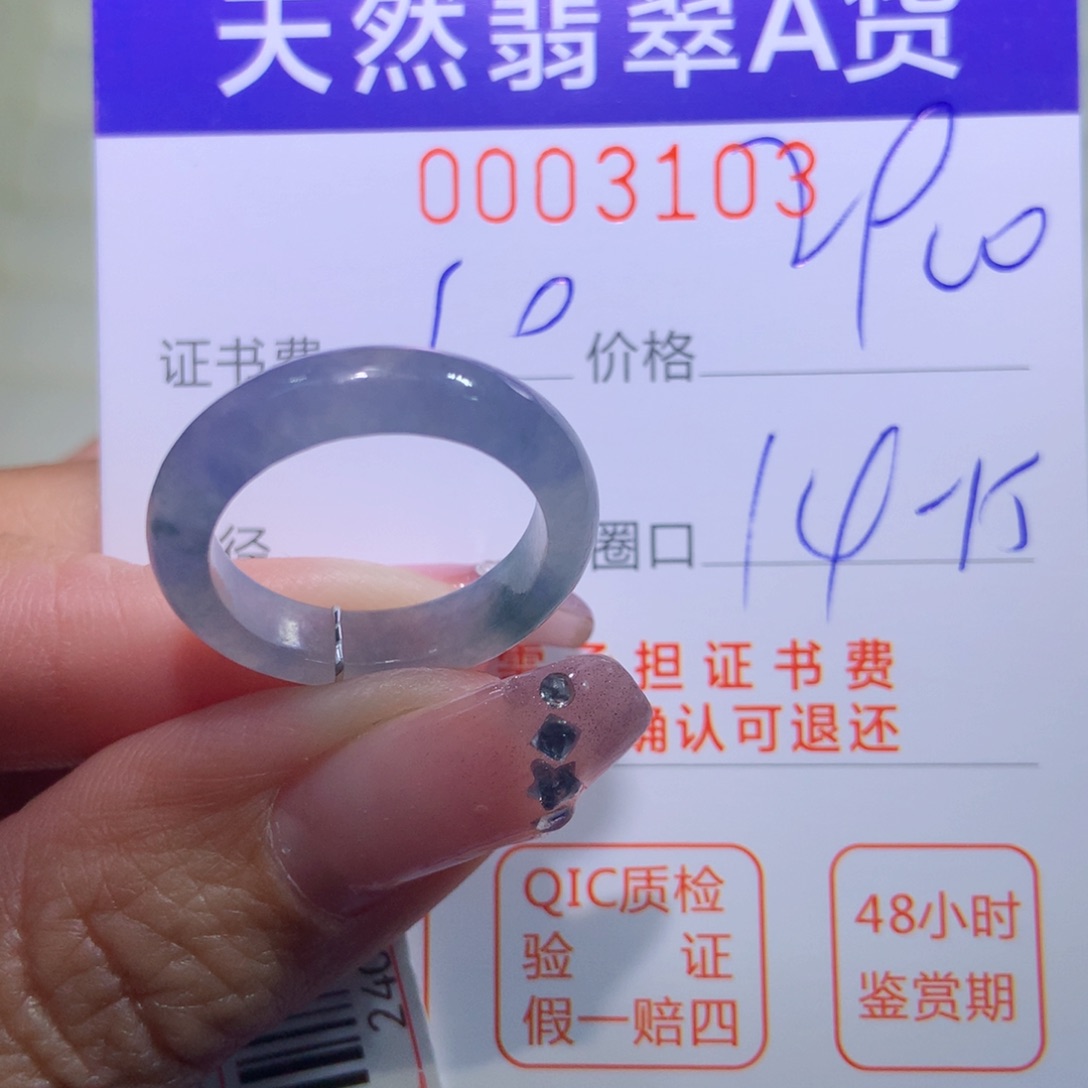 天然翡翠A货
0003103
证书费 10 价格
径 圈口 14
担证书费
确认可退还
QIC质检
验 证
假一赔四
48小时
鉴赏期
240